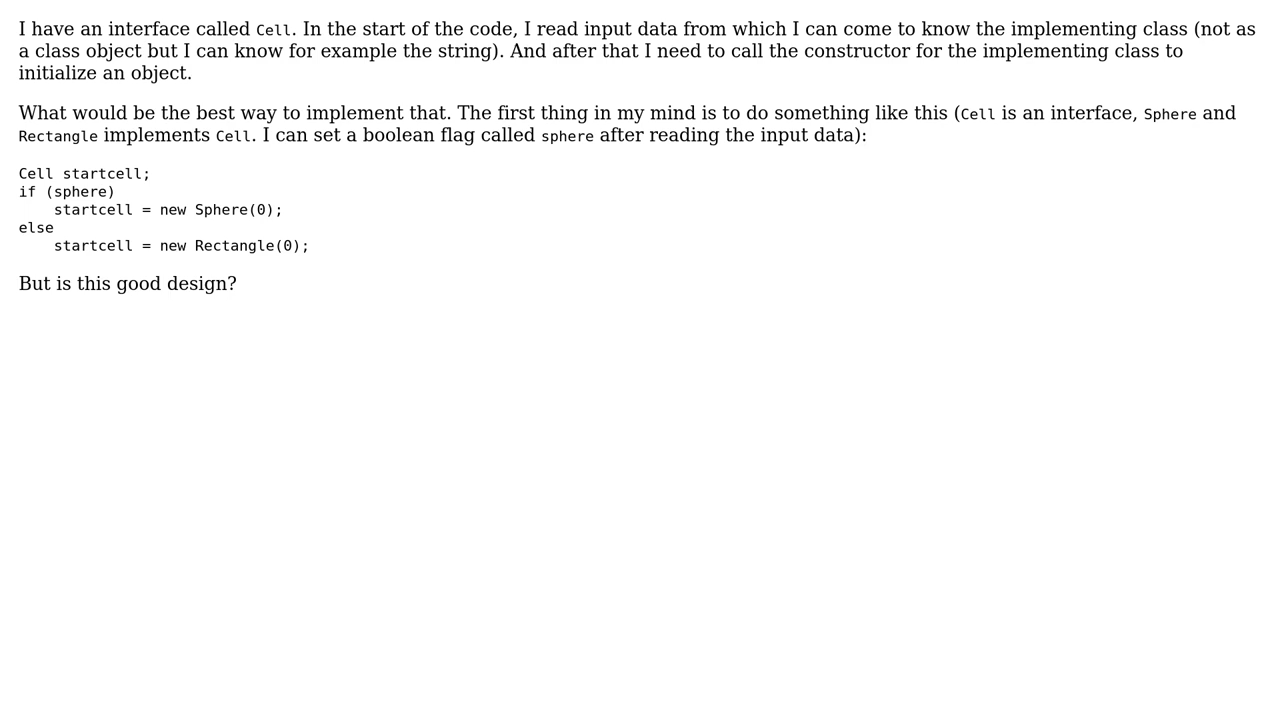 I have an interface called Cell. In the start of the code, I read input data from which I can come to know the implementing class (not as
a class object but I can know for example the string). And after that I need to call the constructor for the implementing class to
initialize an object.
What would be the best way to implement that. The first thing in my mind is to do something like this (Cell is an interface, Sphere and
Rectangle implements Cell. I can set a boolean flag called sphere after reading the input data):
Cell startcell;
if (sphere)
    startcell = new Sphere(0);
else
    startcell = new Rectangle(0);
But is this good design?